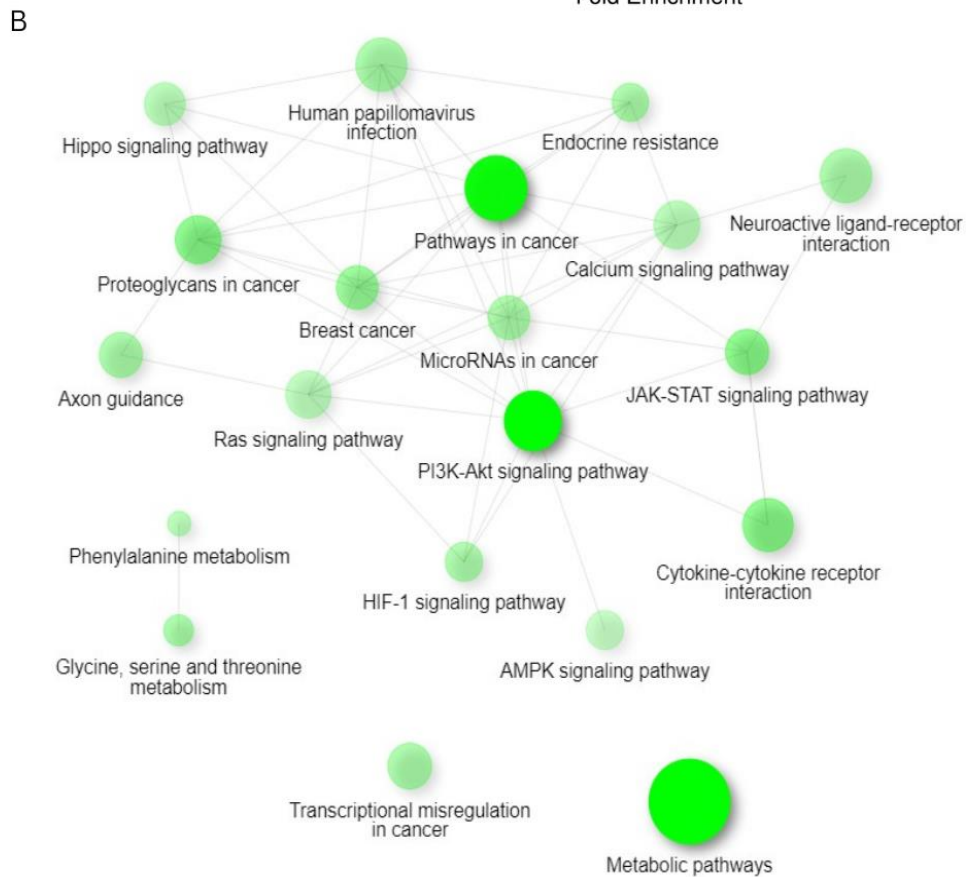 Fold Enrichment
B
Human papillomavirus
infection
Hippo signaling pathway
Endocrine resistance
Neuroactive ligand-receptor
interaction
Pathways in cancer
Calcium signaling pathway
Proteoglycans in cancer
Breast cancer
MicroRNAs in cancer
Axon guidance
JAK-STAT signaling pathway
Ras signaling pathway
PI3K-Akt signaling pathway
Phenylalanine metabolism
Cytokine-cytokine receptor
interaction
HIF-1 signaling pathway
Glycine, serine and threonine
metabolism
AMPK signaling pathway
Transcriptional misregulation
in cancer
Metabolic pathways